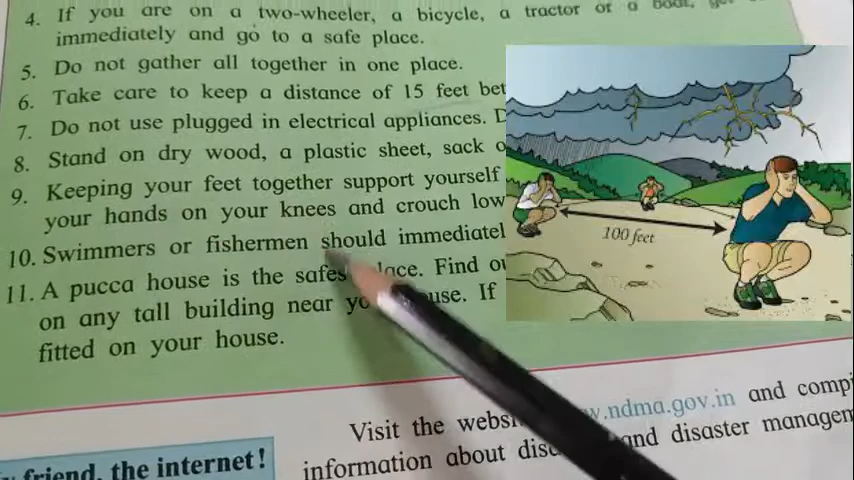 4. If you are on a two-wheeler, a bicycle, a tractor or a boat, get
immediately and go to a safe place.
5. Do not gather all together in one place.
6. Take care to keep a distance of 15 feet bet
7. Do not use plugged in electrical appliances. D
8. Stand on dry wood, a plastic sheet, sack o
9. Keeping your feet together support yourself
your hands on your knees and crouch low
10. Swimmers or fishermen should immediatel
11. A pucca house is the safes lace. Find ou
on any tall building near yo use. If
fitted on your house.
100 feet
Visit the webs w.ndma.gov.in and compi
information about disa and disaster managem
friend, the internet!